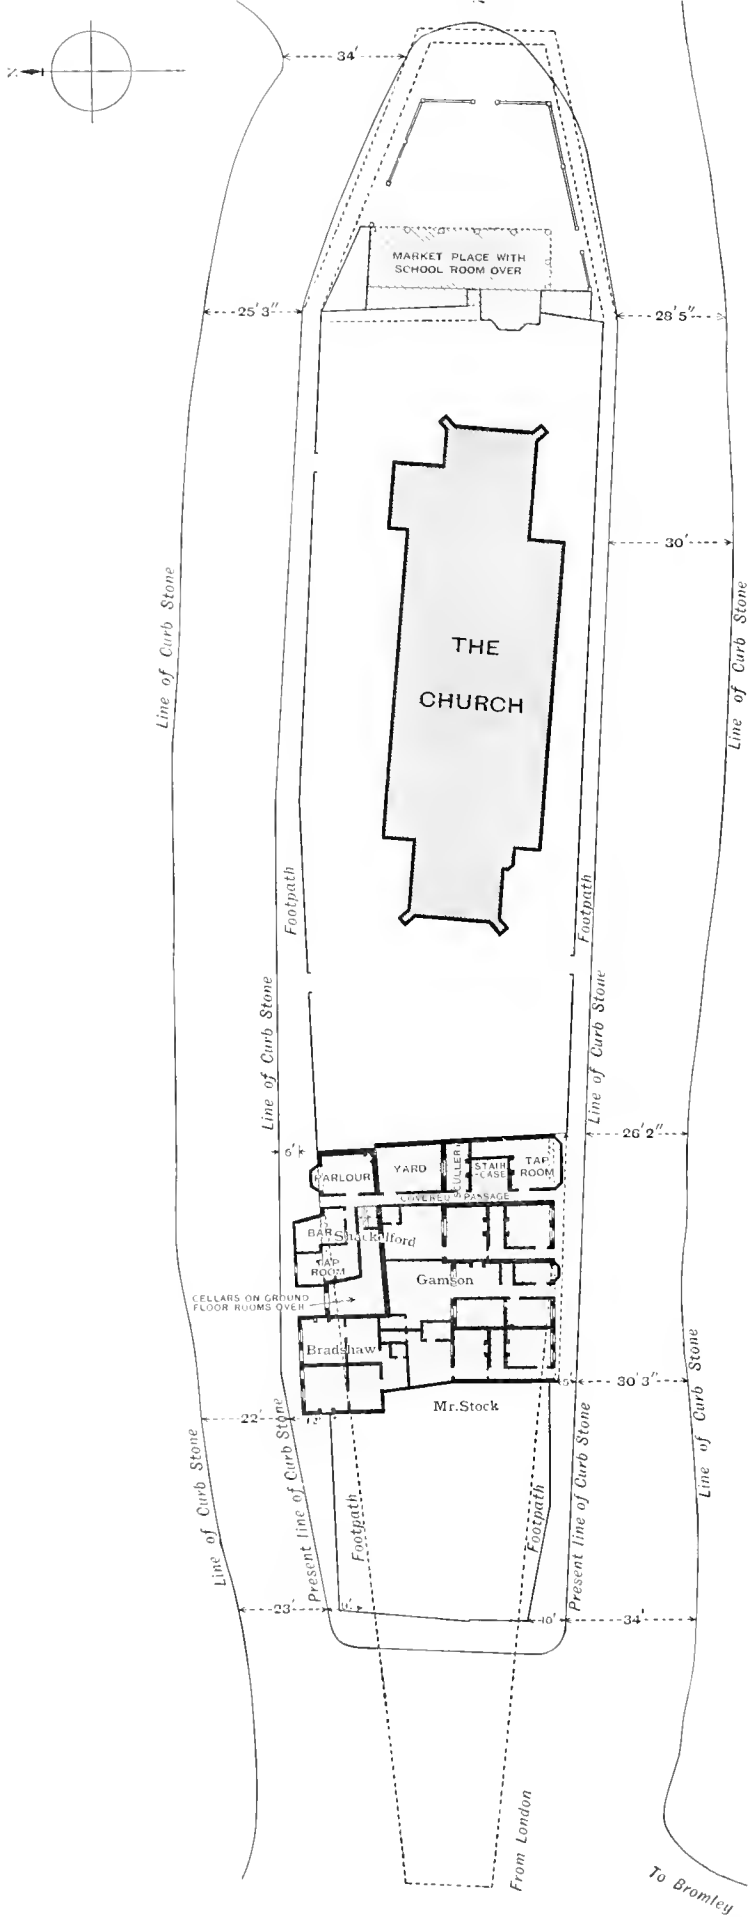 N
34'
MARKET PLACE WITH
SCHOOL ROOM OVER
25'3"
28'5"
30'
Line of Curb Stone
Line of Curb Stone
THE
CHURCH
Footpath
Footpath
Line of Curb Stone
Line of Curb Stone
26'2"
6'
PARLOUR
YARD
SCULLERY
STAIR
-CASE
TAP
ROOM
COVERED PASSAGE
BAR
Shackelford
TAP
ROOM
Gamson
CELLARS ON GROUND
FLOOR ROOMS OVER
Bradshaw
5'
30'3"
Mr. Stock
22'
12'
Line of Curb Stone
Present line of Curb Stone
Footpath
Footpath
Present line of Curb Stone
Line of Curb Stone
23'
10'
34'
From London
To Bromley